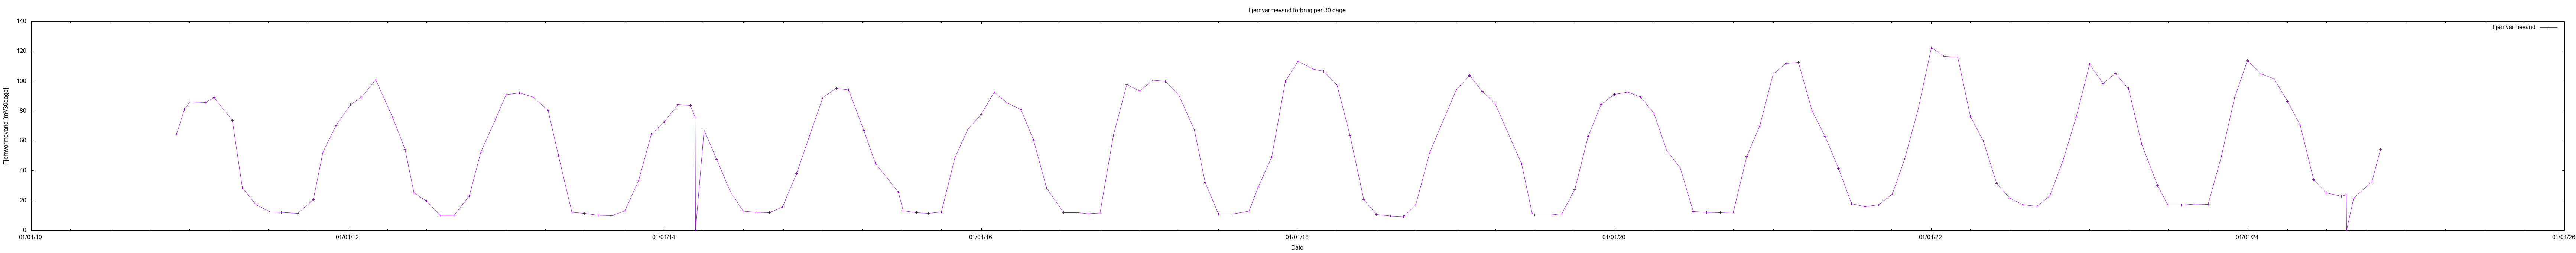 Fjernvarmevand forbrug per 30 dage
140
Fjernvarmevand
120
100
80
60
40
20
0
Fjernvarmevand [m³/30dage]
01/01/10 01/01/12 01/01/14 01/01/16 01/01/18 01/01/20 01/01/22 01/01/24 01/01/26
Dato